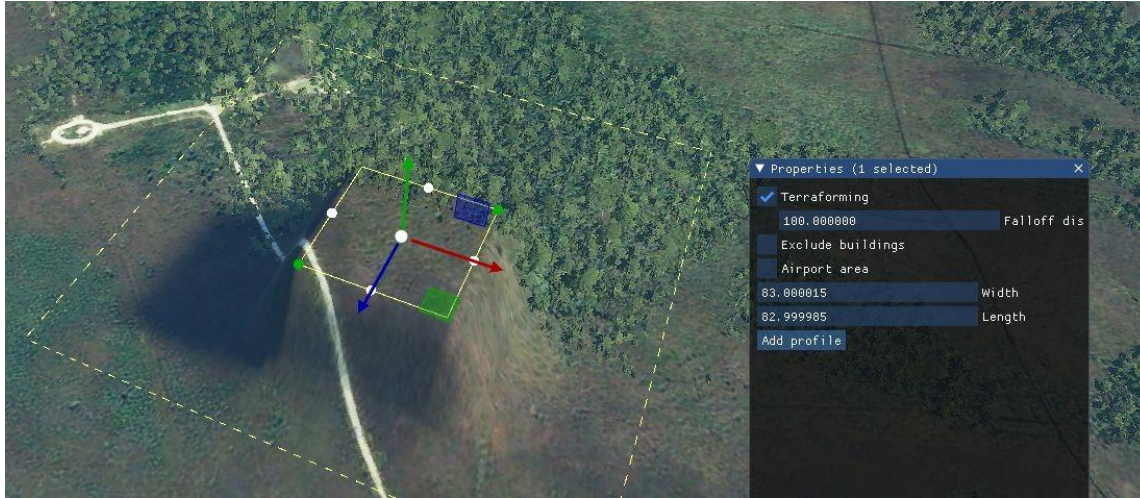 Properties (1 selected)
Terraforming
100.000000 Falloff dis
Exclude buildings
Airport area
83.000015 Width
82.999985 Length
Add profile